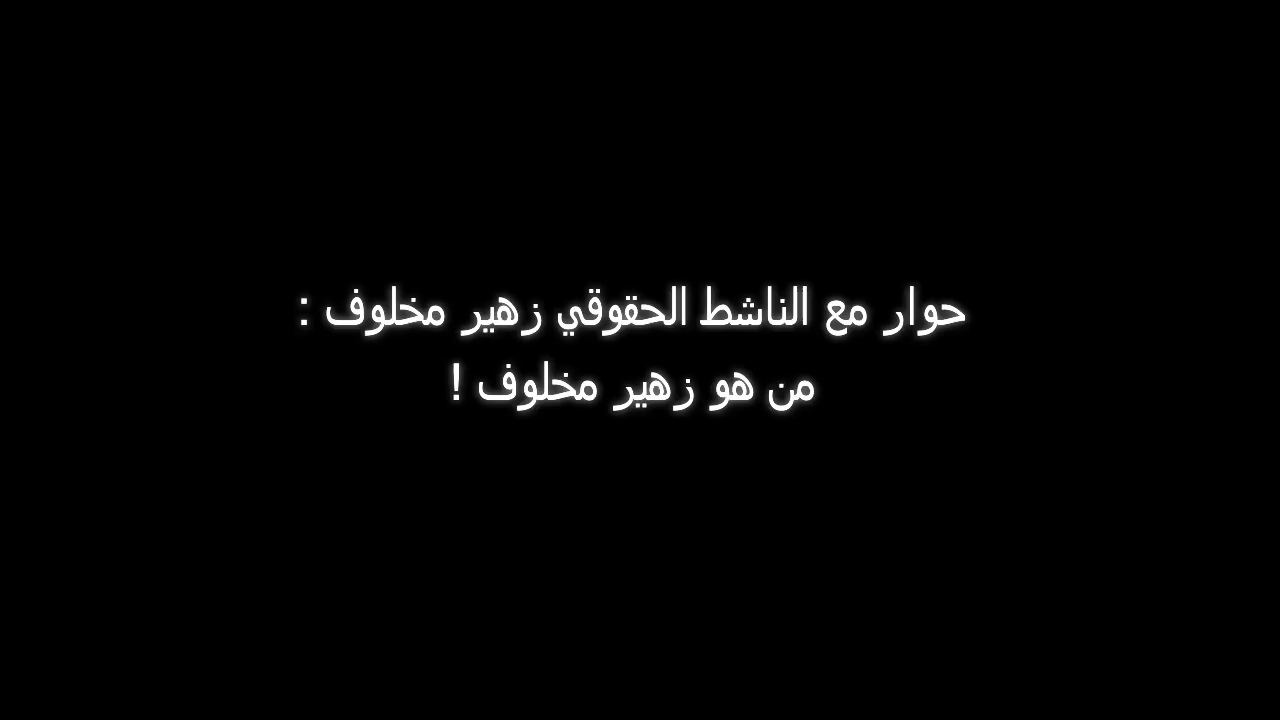 حوار مع الناشط الحقوقي زهير مخلوف :
من هو زهير مخلوف !